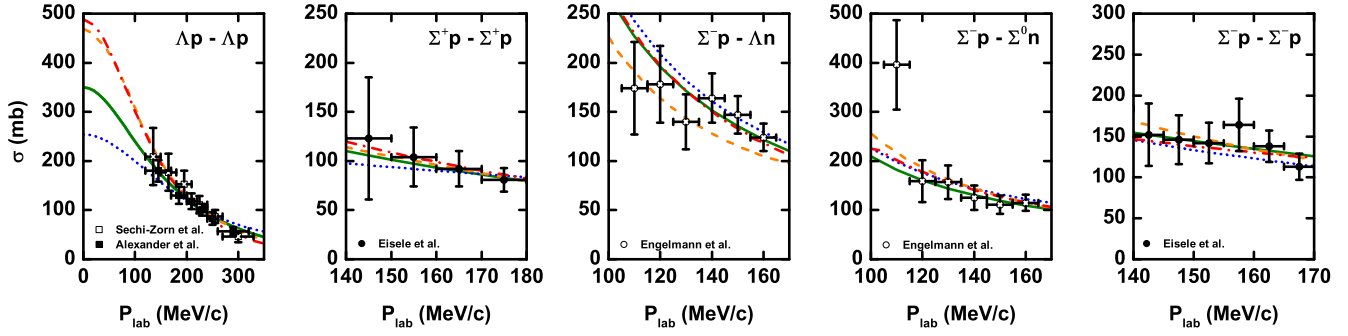 σ (mb)
500
400
300
200
100
0
Λp - Λp
Sechi-Zorn et al.
Alexander et al.
0 100 200 300
P_lab (MeV/c)
250
200
150
100
50
0
Σ⁺p - Σ⁺p
Eisele et al.
140 150 160 170 180
P_lab (MeV/c)
250
200
150
100
50
0
Σ⁻p - Λn
Engelmann et al.
100 120 140 160
P_lab (MeV/c)
500
400
300
200
100
0
Σ⁻p - Σ⁰n
Engelmann et al.
100 120 140 160
P_lab (MeV/c)
300
250
200
150
100
50
0
Σ⁻p - Σ⁻p
Eisele et al.
140 150 160 170
P_lab (MeV/c)